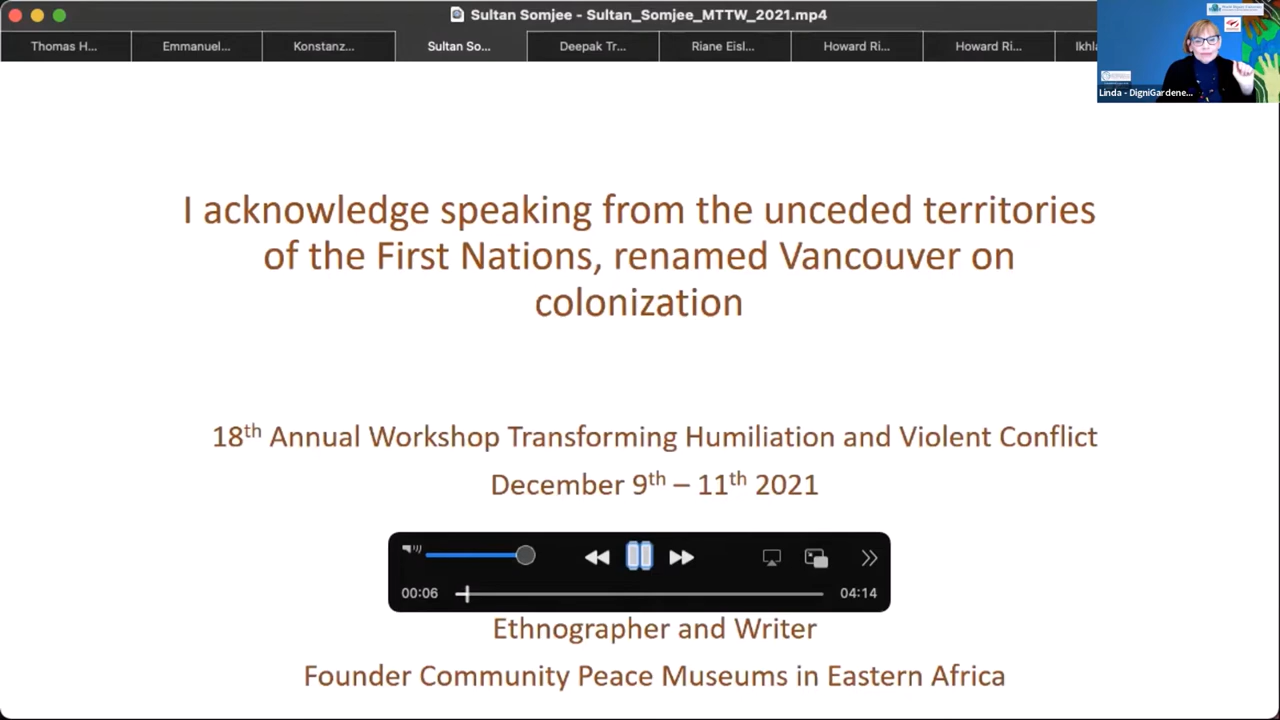 Sultan Somjee - Sultan_Somjee_MTTW_2021.mp4
Thomas H...
Emmanuel...
Konstanz...
Sultan So...
Deepak Tr...
Riane Eisl...
Howard Ri...
Howard Ri...
Ikhla
Linda - DigniGardene...
I acknowledge speaking from the unceded territories
of the First Nations, renamed Vancouver on
colonization
18th Annual Workshop Transforming Humiliation and Violent Conflict
December 9th – 11th 2021
00:06
04:14
Ethnographer and Writer
Founder Community Peace Museums in Eastern Africa